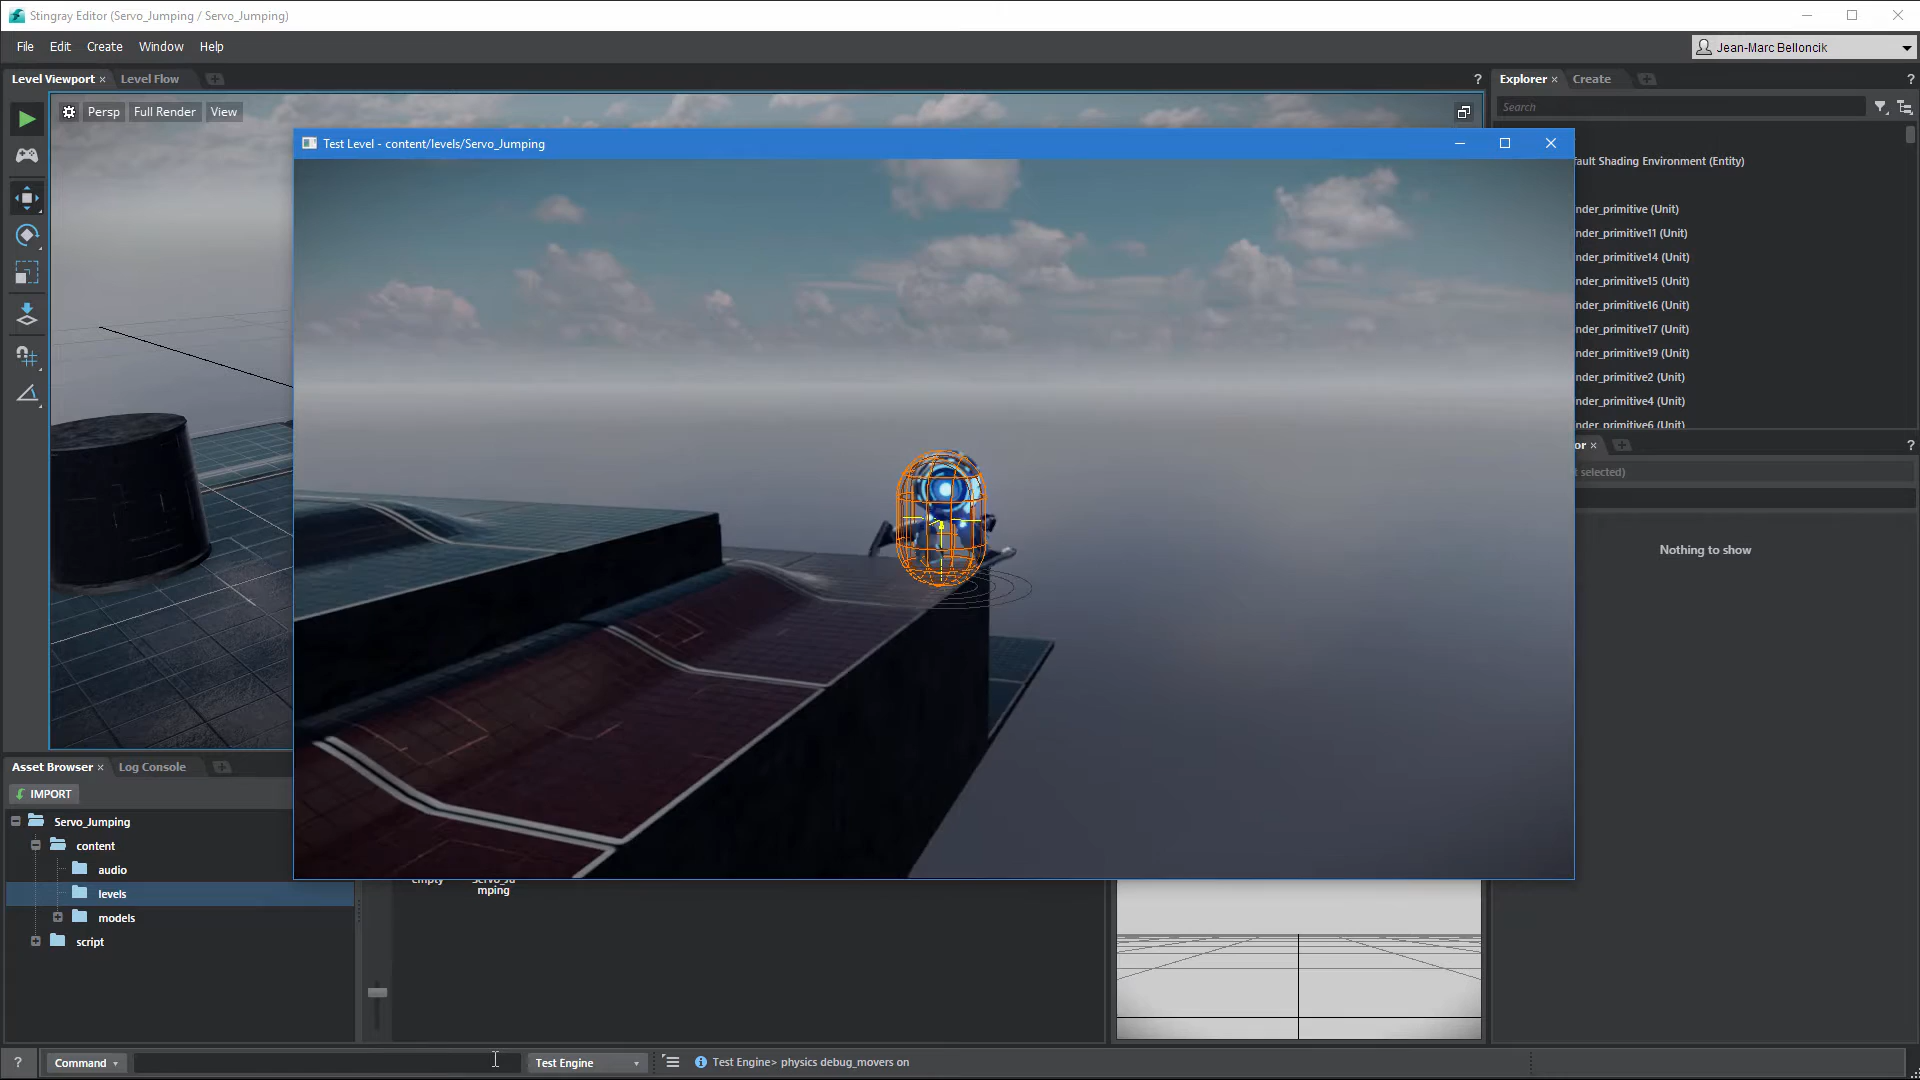 Stingray Editor (Servo_Jumping / Servo_Jumping)
File Edit Create Window Help
Jean-Marc Belloncik
Level Viewport × Level Flow
?
Explorer × Create
?
Persp Full Render View
Search
Test Level - content/levels/Servo_Jumping
fault Shading Environment (Entity)
nder_primitive (Unit)
nder_primitive11 (Unit)
nder_primitive14 (Unit)
nder_primitive15 (Unit)
nder_primitive16 (Unit)
nder_primitive17 (Unit)
nder_primitive19 (Unit)
nder_primitive2 (Unit)
nder_primitive4 (Unit)
nder_primitive6 (Unit)
or ×
?
selected)
Nothing to show
Asset Browser × Log Console
IMPORT
Servo_Jumping
content
audio
levels
models
script
empty
Servo_Ju
mping
? Command Test Engine Test Engine> physics debug_movers on